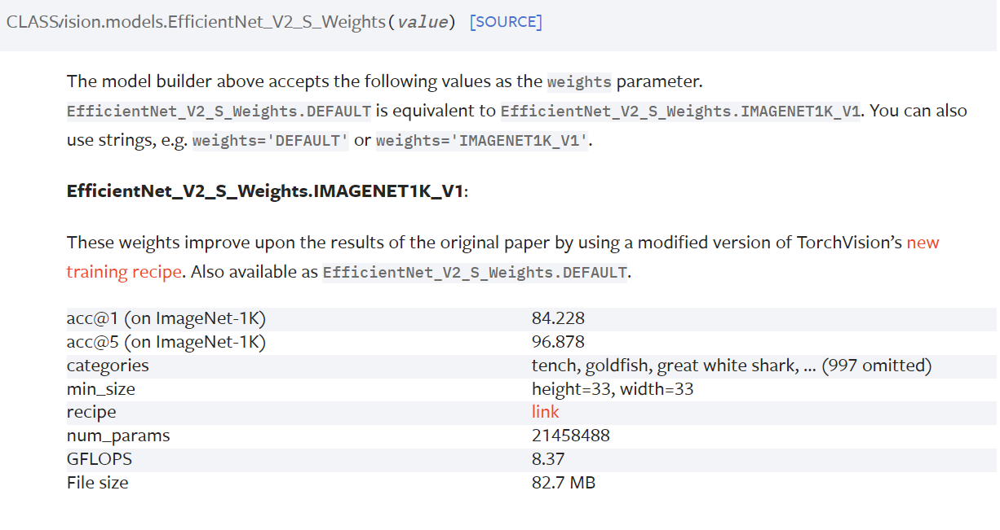 CLASSvision.models.EfficientNet_V2_S_Weights(value) [SOURCE]
The model builder above accepts the following values as the weights parameter.
EfficientNet_V2_S_Weights.DEFAULT is equivalent to EfficientNet_V2_S_Weights.IMAGENET1K_V1. You can also
use strings, e.g. weights='DEFAULT' or weights='IMAGENET1K_V1'.
EfficientNet_V2_S_Weights.IMAGENET1K_V1:
These weights improve upon the results of the original paper by using a modified version of TorchVision’s new
training recipe. Also available as EfficientNet_V2_S_Weights.DEFAULT.
acc@1 (on ImageNet-1K) 84.228
acc@5 (on ImageNet-1K) 96.878
categories tench, goldfish, great white shark, ... (997 omitted)
min_size height=33, width=33
recipe link
num_params 21458488
GFLOPS 8.37
File size 82.7 MB